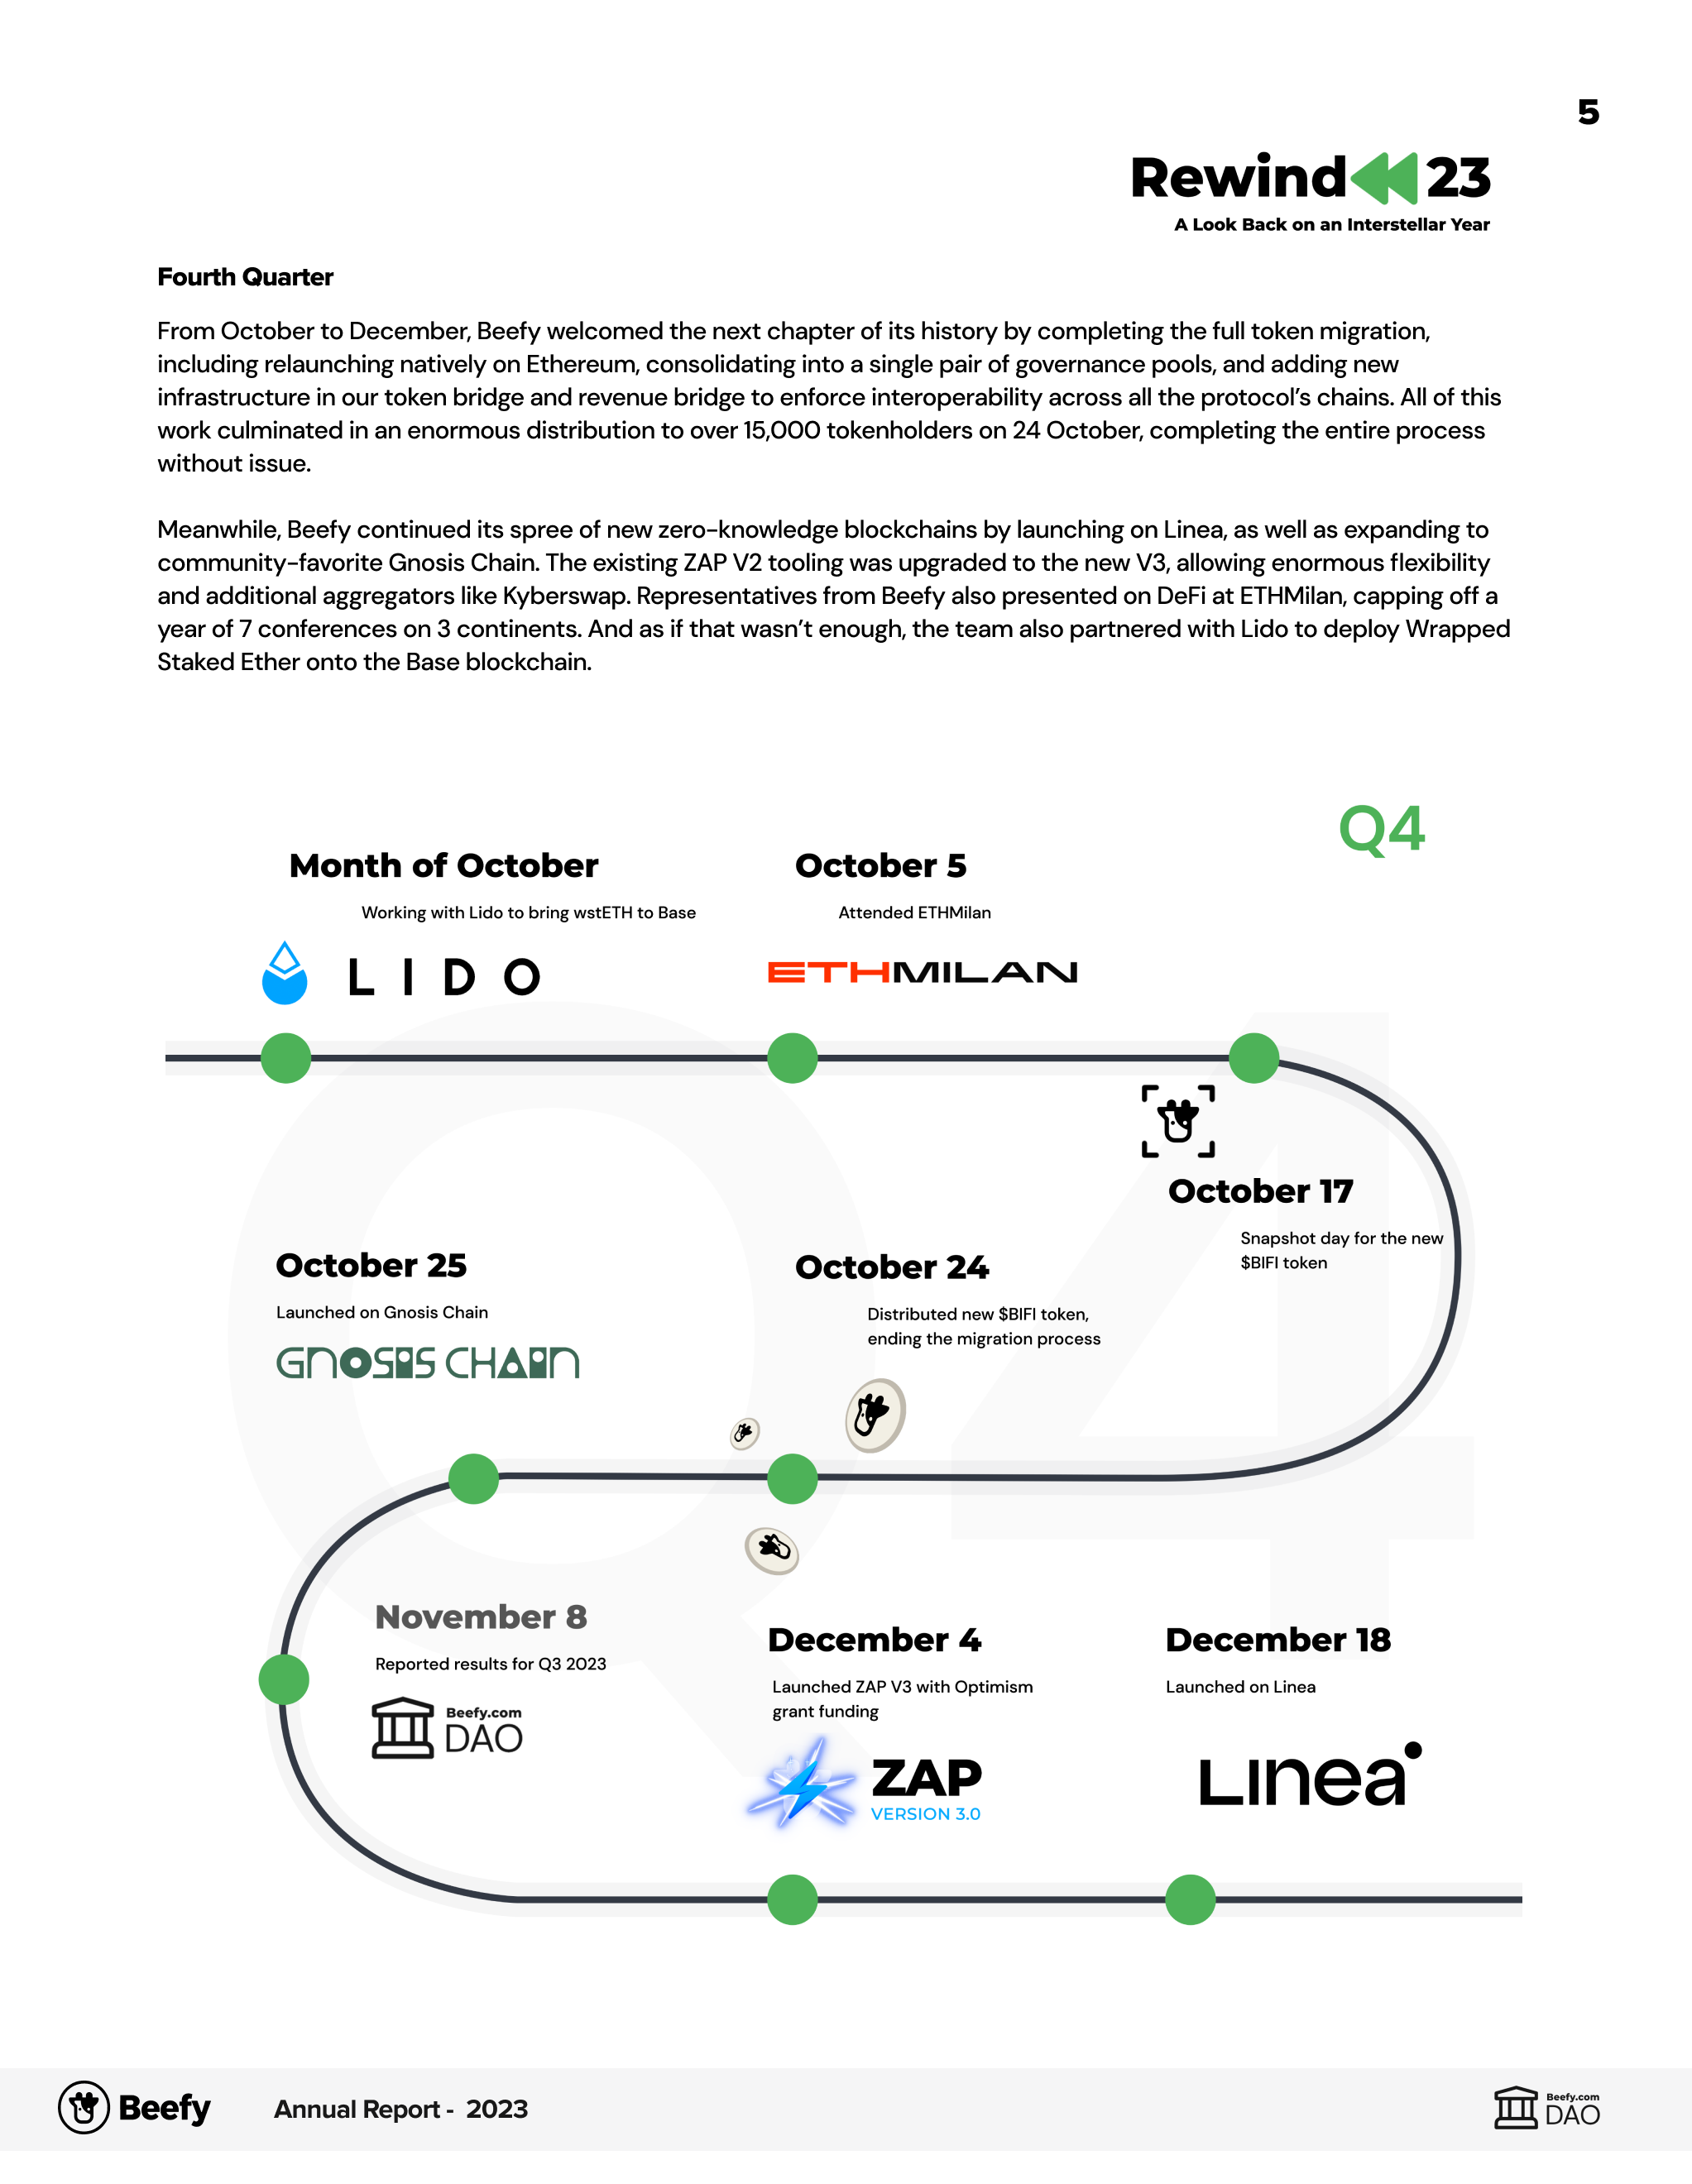 5
Rewind 23
A Look Back on an Interstellar Year
Fourth Quarter
From October to December, Beefy welcomed the next chapter of its history by completing the full token migration,
including relaunching natively on Ethereum, consolidating into a single pair of governance pools, and adding new
infrastructure in our token bridge and revenue bridge to enforce interoperability across all the protocol’s chains. All of this
work culminated in an enormous distribution to over 15,000 tokenholders on 24 October, completing the entire process
without issue.
Meanwhile, Beefy continued its spree of new zero-knowledge blockchains by launching on Linea, as well as expanding to
community-favorite Gnosis Chain. The existing ZAP V2 tooling was upgraded to the new V3, allowing enormous flexibility
and additional aggregators like Kyberswap. Representatives from Beefy also presented on DeFi at ETHMilan, capping off a
year of 7 conferences on 3 continents. And as if that wasn’t enough, the team also partnered with Lido to deploy Wrapped
Staked Ether onto the Base blockchain.
Q4
Month of October
Working with Lido to bring wstETH to Base
LIDO
October 5
Attended ETHMilan
ETHMILAN
October 17
Snapshot day for the new
$BIFI token
October 24
Distributed new $BIFI token,
ending the migration process
October 25
Launched on Gnosis Chain
GNOSIS CHAIN
Q4
November 8
Reported results for Q3 2023
Beefy.com
DAO
December 4
Launched ZAP V3 with Optimism
grant funding
ZAP
VERSION 3.0
December 18
Launched on Linea
Linea
Beefy
Annual Report - 2023
Beefy.com
DAO